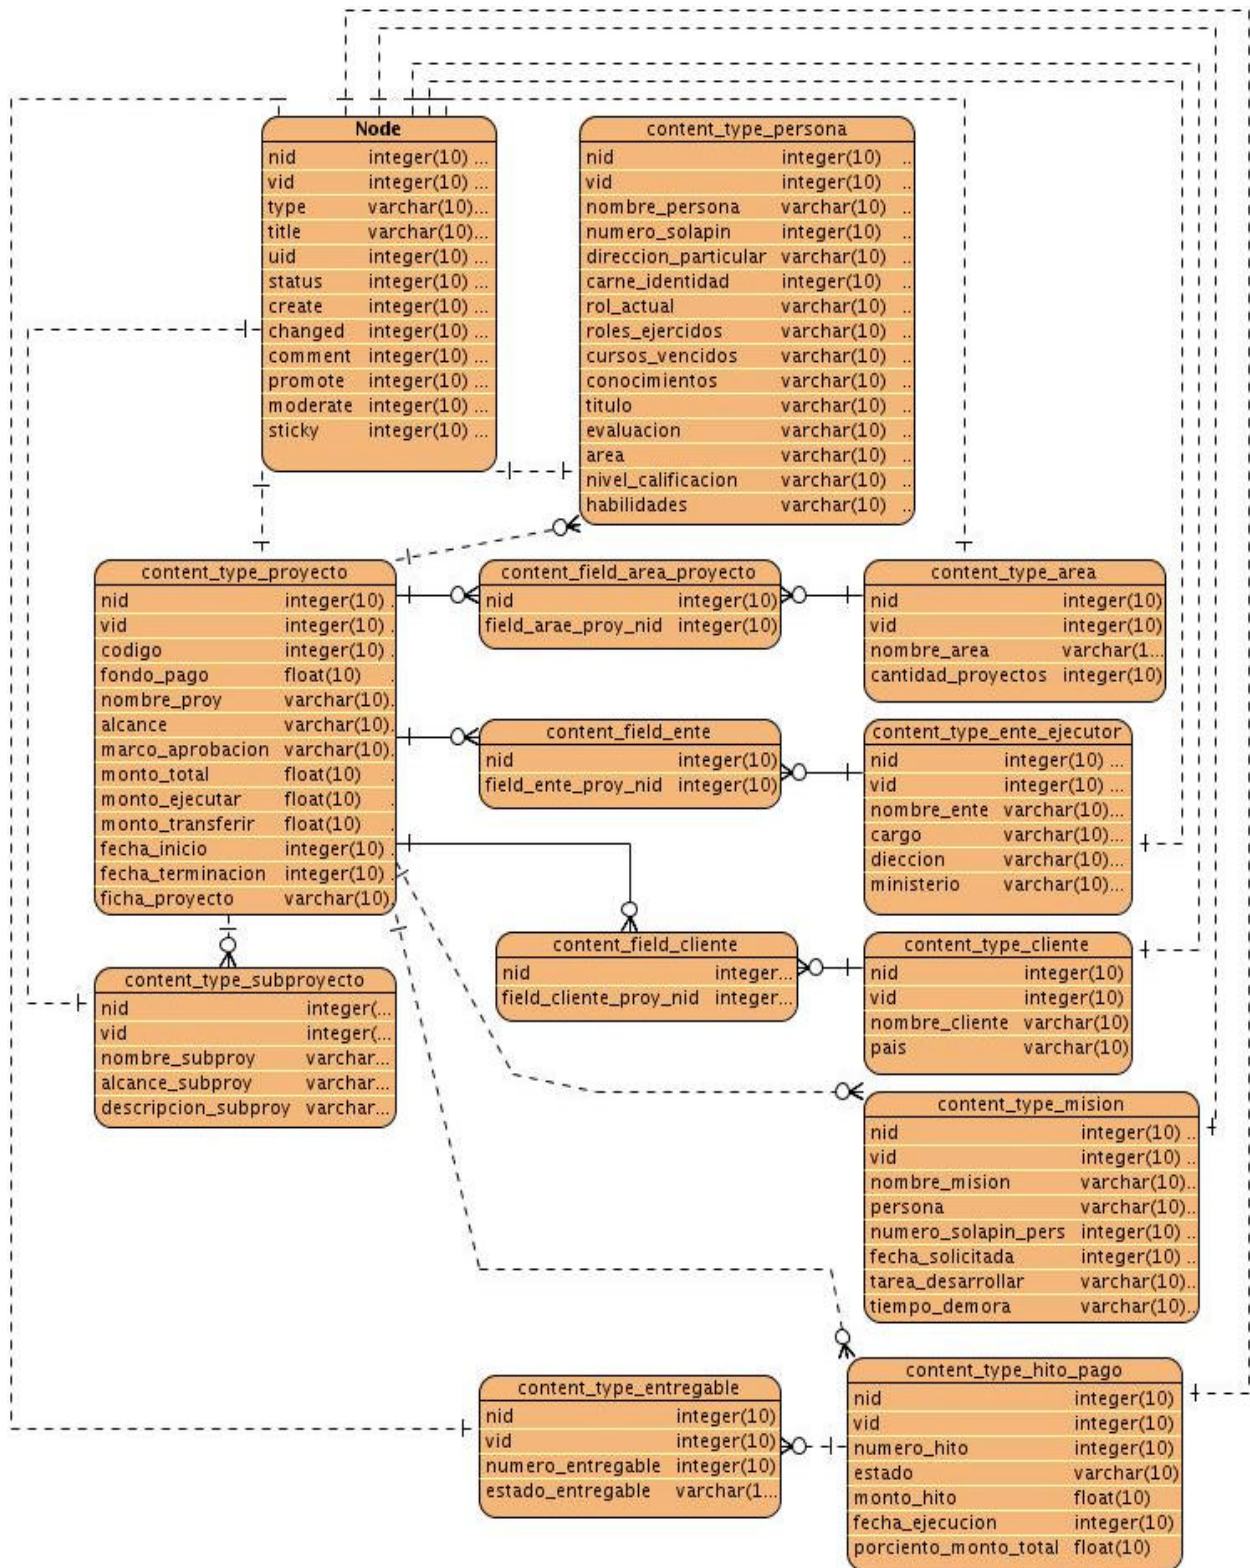 Node
nid integer(10) ...
vid integer(10) ...
type varchar(10)...
title varchar(10)...
uid integer(10) ...
status integer(10) ...
create integer(10) ...
changed integer(10) ...
comment integer(10) ...
promote integer(10) ...
moderate integer(10) ...
sticky integer(10) ...
content_type_persona
nid integer(10) ..
vid integer(10) ..
nombre_persona varchar(10) ..
numero_solapin integer(10) ..
direccion_particular varchar(10) ..
carne_identidad integer(10) ..
rol_actual varchar(10) ..
roles_ejercidos varchar(10) ..
cursos_vencidos varchar(10) ..
conocimientos varchar(10) ..
titulo varchar(10) ..
evaluacion varchar(10) ..
area varchar(10) ..
nivel_calificacion varchar(10) ..
habilidades varchar(10) ..
content_type_proyecto
nid integer(10) .
vid integer(10) .
codigo integer(10) .
fondo_pago float(10) .
nombre_proy varchar(10).
alcance varchar(10).
marco_aprobacion varchar(10).
monto_total float(10) .
monto_ejecutar float(10) .
monto_transferir float(10) .
fecha_inicio integer(10) .
fecha_terminacion integer(10) .
ficha_proyecto varchar(10).
content_field_area_proyecto
nid integer(10)
field_arae_proy_nid integer(10)
content_type_area
nid integer(10)
vid integer(10)
nombre_area varchar(1...
cantidad_proyectos integer(10)
content_field_ente
nid integer(10)
field_ente_proy_nid integer(10)
content_type_ente_ejecutor
nid integer(10) ...
vid integer(10) ...
nombre_ente varchar(10)...
cargo varchar(10)...
dieccion varchar(10)...
ministerio varchar(10)...
content_field_cliente
nid integer...
field_cliente_proy_nid integer...
content_type_cliente
nid integer(10)
vid integer(10)
nombre_cliente varchar(10)
pais varchar(10)
content_type_subproyecto
nid integer(...
vid integer(...
nombre_subproy varchar...
alcance_subproy varchar...
descripcion_subproy varchar...
content_type_mision
nid integer(10) ..
vid integer(10) ..
nombre_mision varchar(10)..
persona varchar(10)..
numero_solapin_pers integer(10) ..
fecha_solicitada integer(10) ..
tarea_desarrollar varchar(10)..
tiempo_demora varchar(10)..
content_type_entregable
nid integer(10)
vid integer(10)
numero_entregable integer(10)
estado_entregable varchar(1...
content_type_hito_pago
nid integer(10)
vid integer(10)
numero_hito integer(10)
estado varchar(10)
monto_hito float(10)
fecha_ejecucion integer(10)
porciento_monto_total float(10)